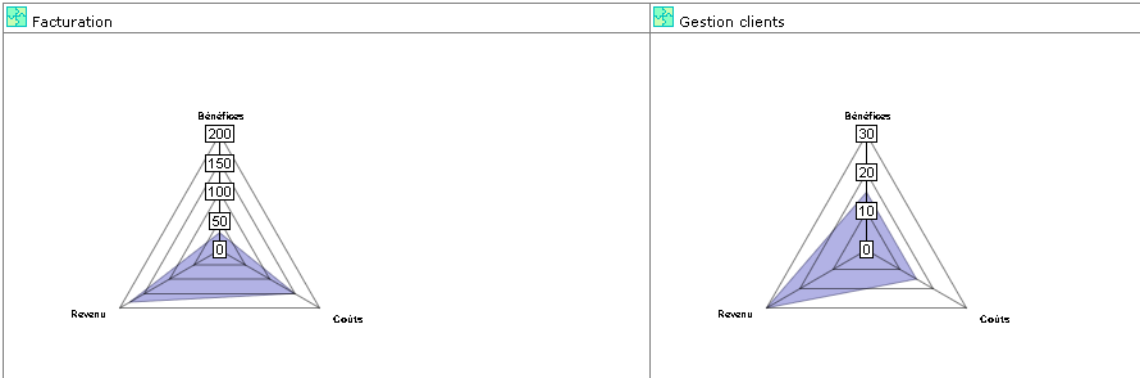 Facturation
Bénéfices
200
150
100
50
0
Revenu
Coûts
Gestion clients
Bénéfices
30
20
10
0
Revenu
Coûts